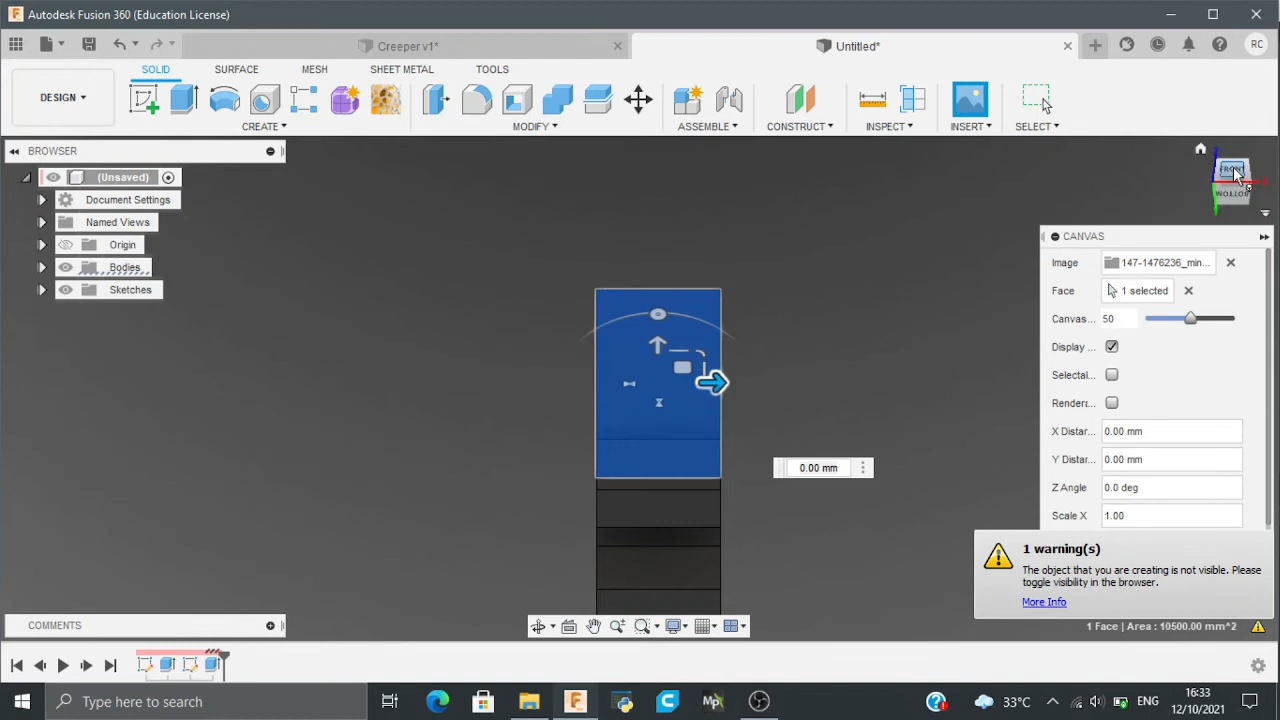 Autodesk Fusion 360 (Education License)
Creeper v1*
Untitled*
RC
DESIGN
SOLID
SURFACE
MESH
SHEET METAL
TOOLS
CREATE
MODIFY
ASSEMBLE
CONSTRUCT
INSPECT
INSERT
SELECT
BROWSER
(Unsaved)
Document Settings
Named Views
Origin
Bodies
Sketches
FRONT
BOTTOM
CANVAS
Image
147-1476236_min...
Face
1 selected
Canvas...
50
Display ...
Selectal...
Rendera...
X Distar...
0.00 mm
Y Distar...
0.00 mm
Z Angle
0.0 deg
Scale X
1.00
0.00 mm
1 warning(s)
The object that you are creating is not visible. Please
toggle visibility in the browser.
More Info
1 Face | Area : 10500.00 mm^2
COMMENTS
Type here to search
33°C
ENG
16:33
12/10/2021